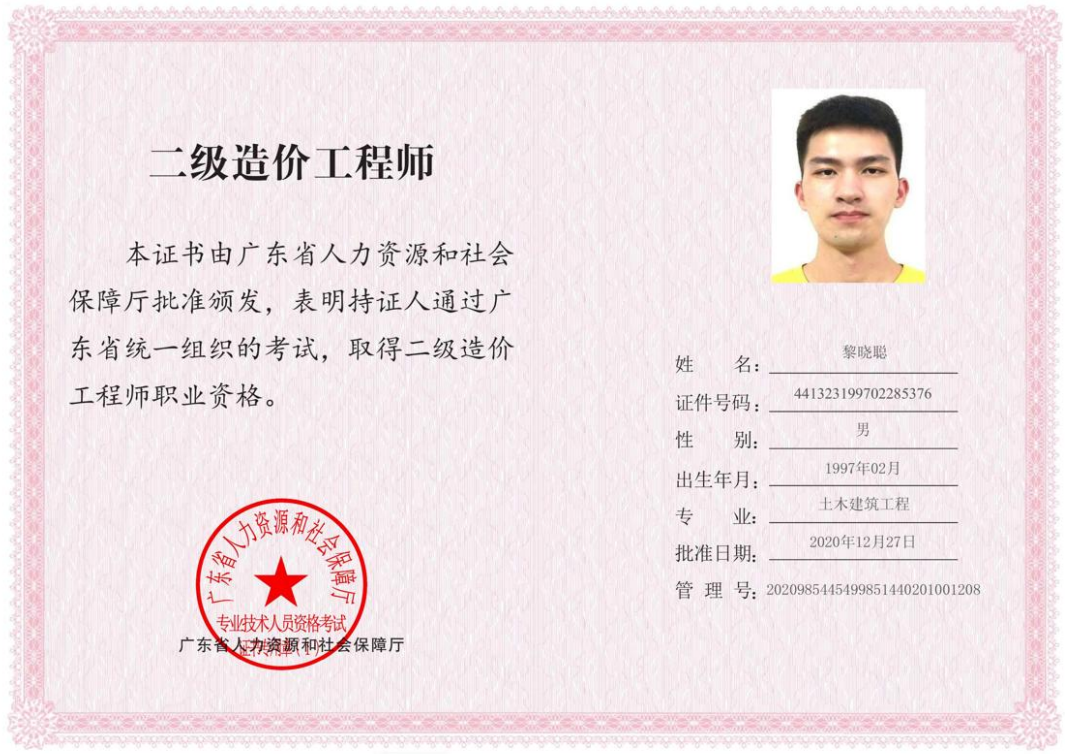 二级造价工程师
本证书由广东省人力资源和社会
保障厅批准颁发，表明持证人通过广
东省统一组织的考试，取得二级造价
工程师职业资格。
广东省人力资源和社会保障厅
专业技术人员资格考试
广东省人力资源和社会保障厅
姓 名：黎晓聪
证件号码：441323199702285376
性 别：男
出生年月：1997年02月
专 业：土木建筑工程
批准日期：2020年12月27日
管 理 号：20209854454998514402010​01208